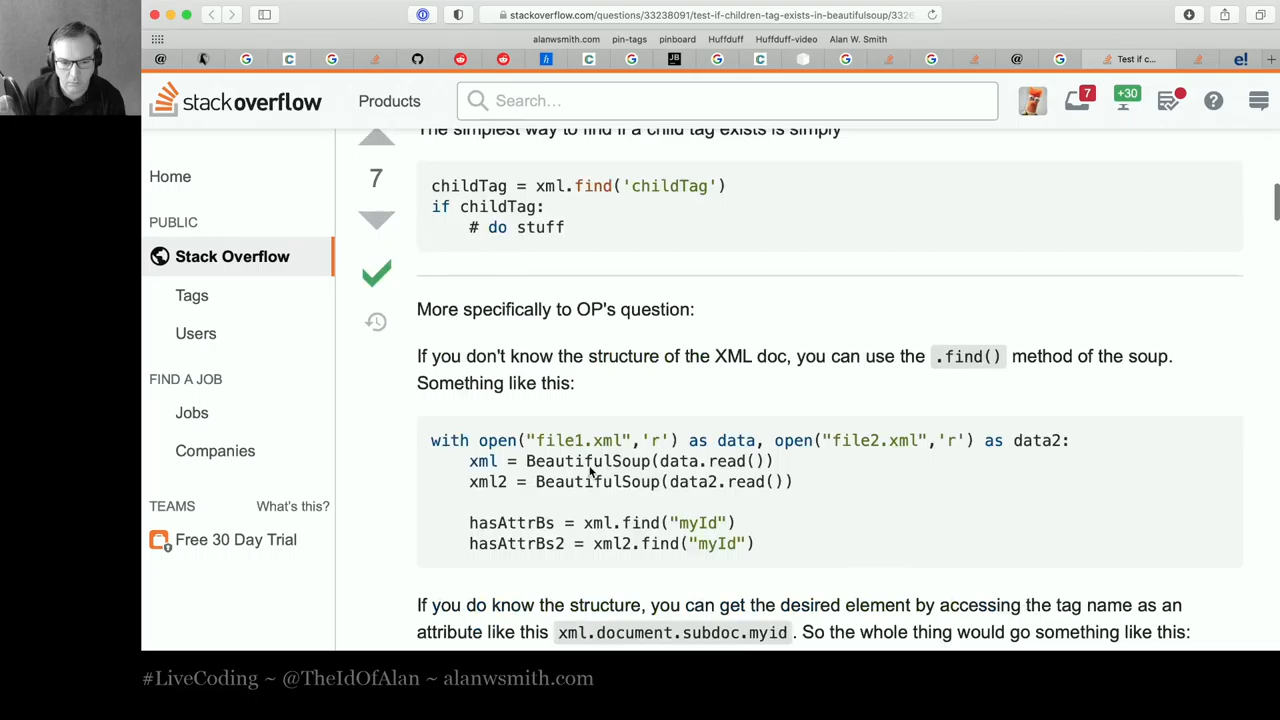 stackoverflow.com/questions/33238091/test-if-children-tag-exists-in-beautifulsoup/3326
alanwsmith.com pin-tags pinboard Huffduff Huffduff-video Alan W. Smith
Test if c...
stackoverflow
Products
Search...
7
+30
Home
PUBLIC
Stack Overflow
Tags
Users
FIND A JOB
Jobs
Companies
TEAMS What's this?
Free 30 Day Trial
The simplest way to find if a child tag exists is simply
7
childTag = xml.find('childTag')
if childTag:
# do stuff
More specifically to OP's question:
If you don't know the structure of the XML doc, you can use the .find() method of the soup.
Something like this:
with open("file1.xml",'r') as data, open("file2.xml",'r') as data2:
xml = BeautifulSoup(data.read())
xml2 = BeautifulSoup(data2.read())
hasAttrBs = xml.find("myId")
hasAttrBs2 = xml2.find("myId")
If you do know the structure, you can get the desired element by accessing the tag name as an
attribute like this xml.document.subdoc.myid. So the whole thing would go something like this:
#LiveCoding ~ @TheIdOfAlan ~ alanwsmith.com